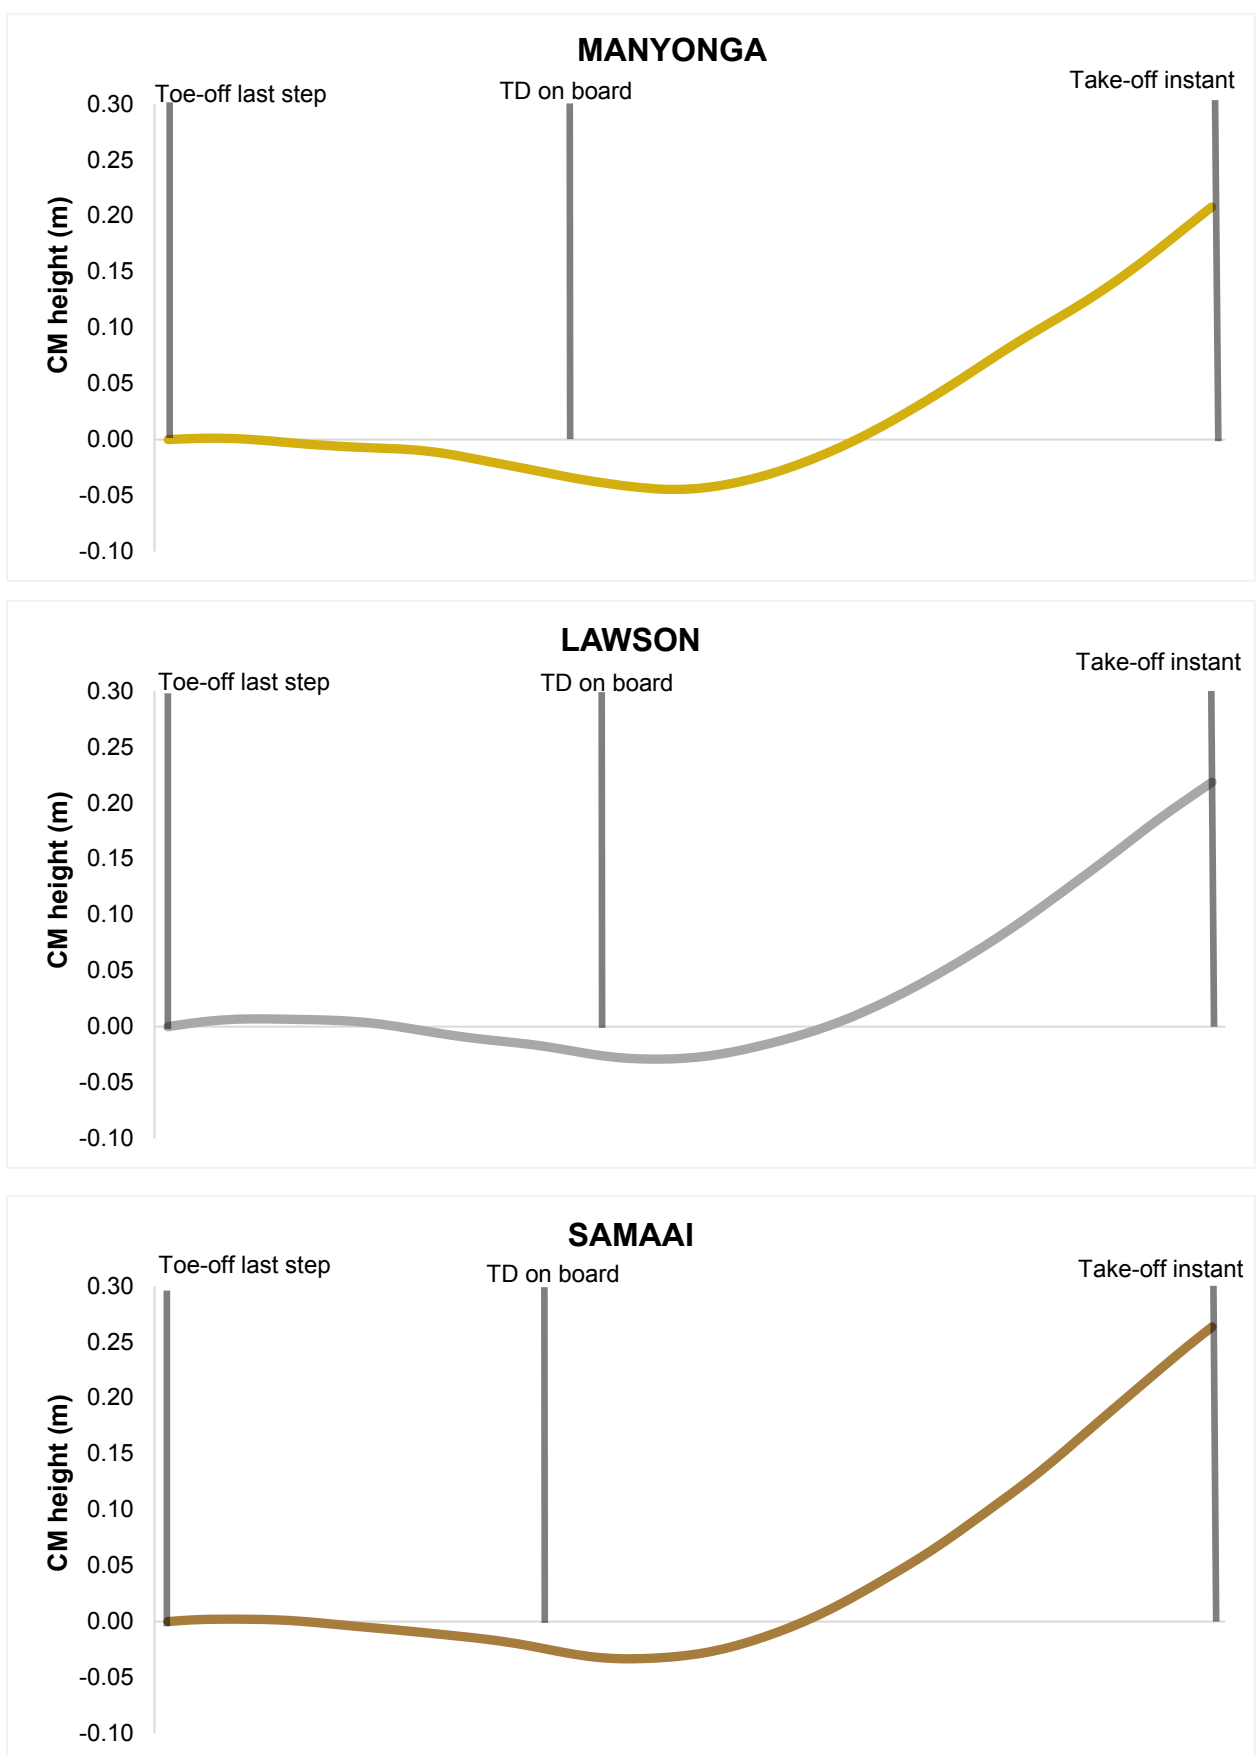 MANYONGA
Toe-off last step
TD on board
Take-off instant
CM height (m)
0.30
0.25
0.20
0.15
0.10
0.05
0.00
-0.05
-0.10
LAWSON
Toe-off last step
TD on board
Take-off instant
CM height (m)
0.30
0.25
0.20
0.15
0.10
0.05
0.00
-0.05
-0.10
SAMAAI
Toe-off last step
TD on board
Take-off instant
CM height (m)
0.30
0.25
0.20
0.15
0.10
0.05
0.00
-0.05
-0.10